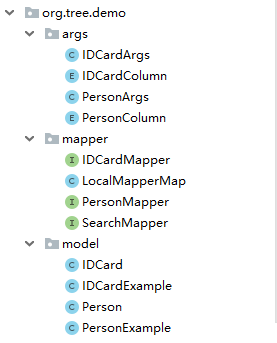 org.tree.demo
args
C IDCardArgs
C IDCardColumn
C PersonArgs
C PersonColumn
mapper
I IDCardMapper
C LocalMapperMap
I PersonMapper
I SearchMapper
model
C IDCard
C IDCardExample
C Person
C PersonExample